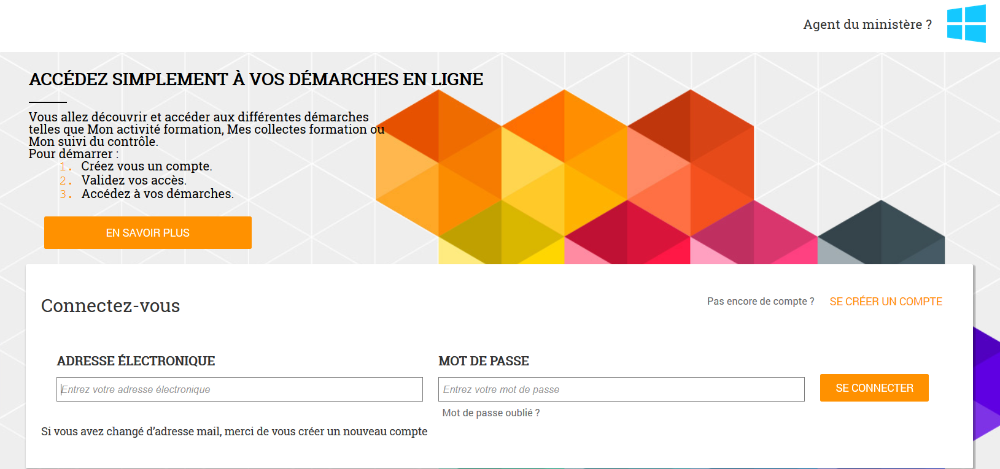 Agent du ministère ?
ACCÉDEZ SIMPLEMENT À VOS DÉMARCHES EN LIGNE
Vous allez découvrir et accéder aux différentes démarches
telles que Mon activité formation, Mes collectes formation ou
Mon suivi du contrôle.
Pour démarrer :
1. Créez vous un compte.
2. Validez vos accès.
3. Accédez à vos démarches.
EN SAVOIR PLUS
Connectez-vous
Pas encore de compte ? SE CRÉER UN COMPTE
ADRESSE ÉLECTRONIQUE
Entrez votre adresse électronique
MOT DE PASSE
Entrez votre mot de passe
SE CONNECTER
Mot de passe oublié ?
Si vous avez changé d’adresse mail, merci de vous créer un nouveau compte